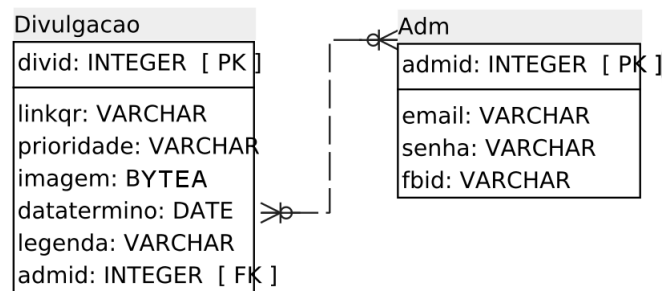 Divulgacao
divid: INTEGER [ PK ]
linkqr: VARCHAR
prioridade: VARCHAR
imagem: BYTEA
datatermino: DATE
legenda: VARCHAR
admid: INTEGER [ FK ]
Adm
admid: INTEGER [ PK ]
email: VARCHAR
senha: VARCHAR
fbid: VARCHAR